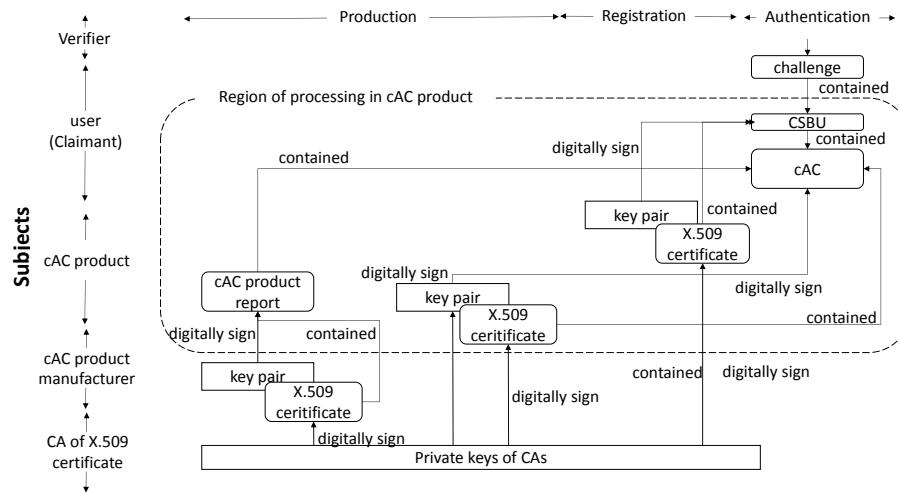 Production
Registration
Authentication
Verifier
challenge
contained
Region of processing in cAC product
user
(Claimant)
CSBU
digitally sign
contained
contained
cAC
Subjects
key pair
contained
X.509
certificate
cAC product
digitally sign
digitally sign
cAC product
report
key pair
X.509
ceritificate
contained
digitally sign
contained
cAC product
manufacturer
key pair
contained
digitally sign
X.509
ceritificate
CA of X.509
certificate
digitally sign
digitally sign
Private keys of CAs